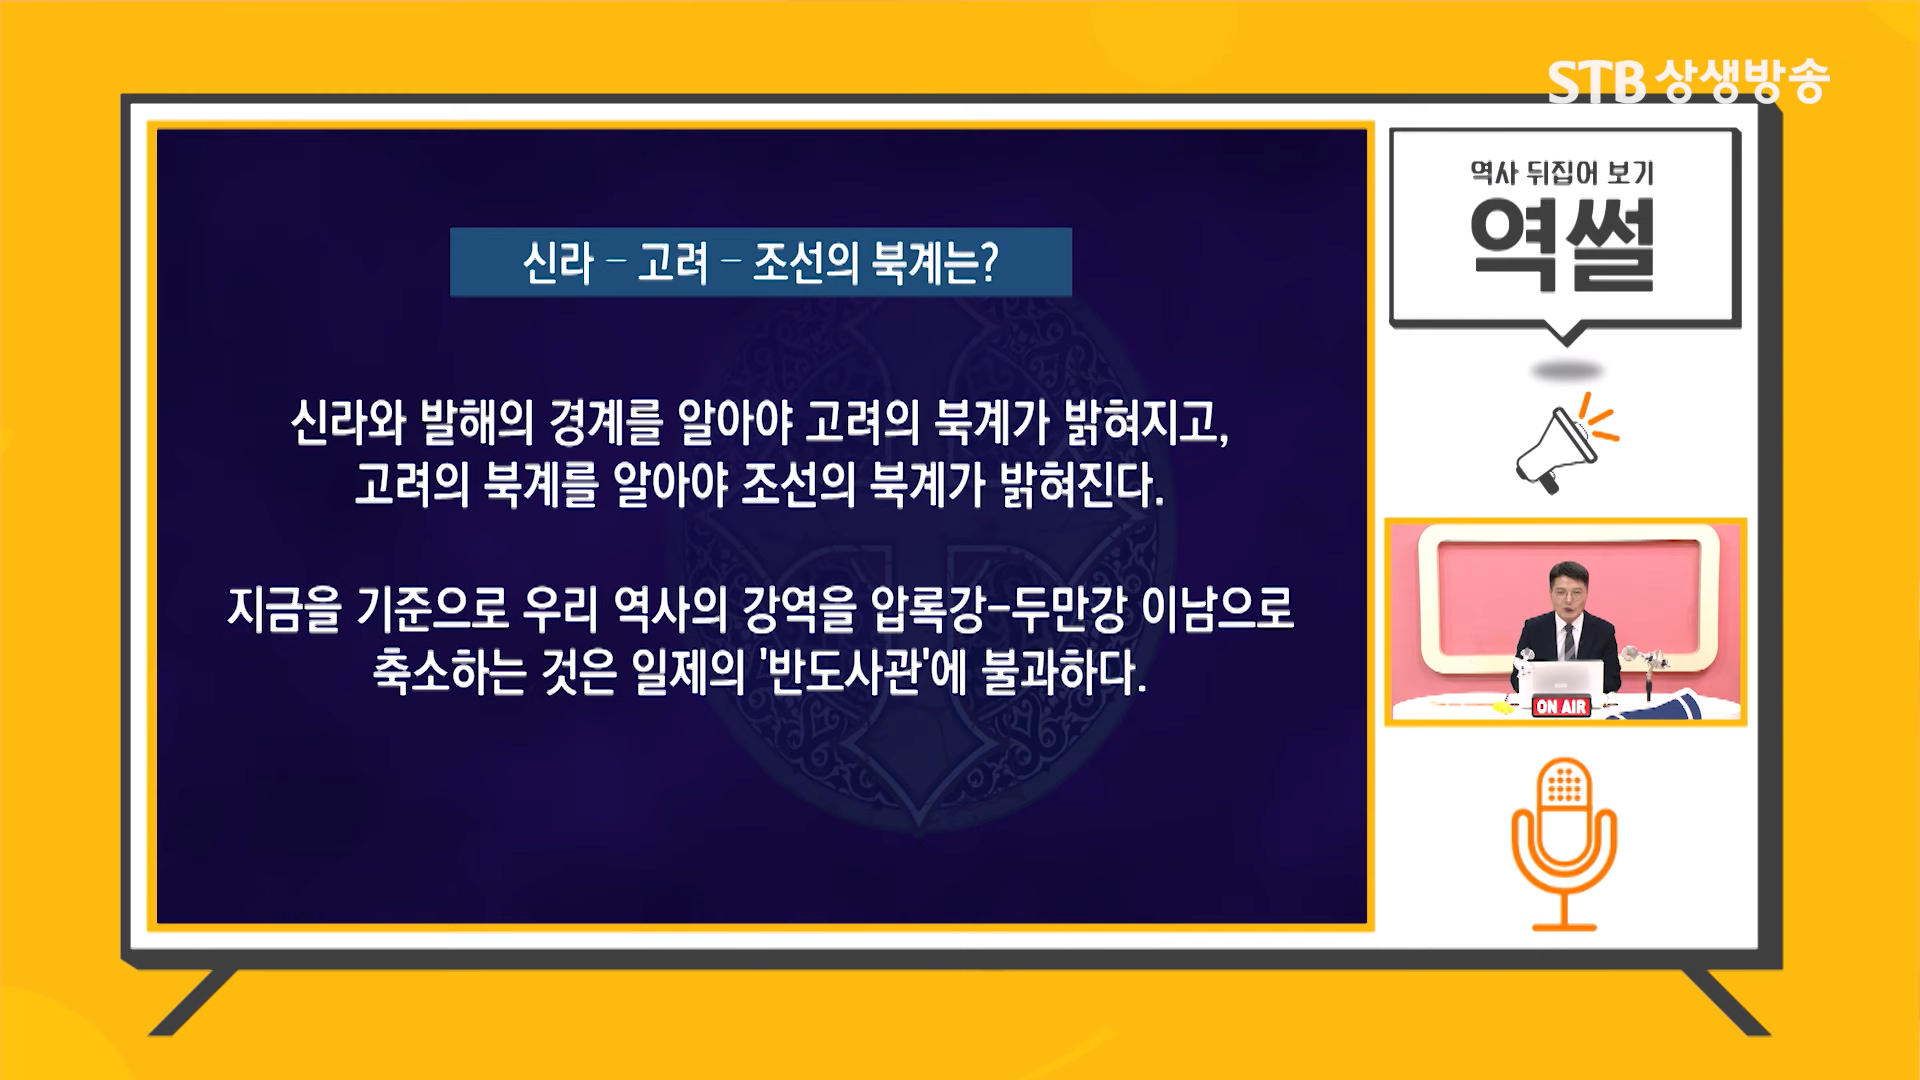 STB 상생방송
신라 – 고려 – 조선의 북계는?
신라와 발해의 경계를 알아야 고려의 북계가 밝혀지고,
고려의 북계를 알아야 조선의 북계가 밝혀진다.
지금을 기준으로 우리 역사의 강역을 압록강-두만강 이남으로
축소하는 것은 일제의 '반도사관'에 불과하다.
역사 뒤집어 보기
역썰
ON AIR